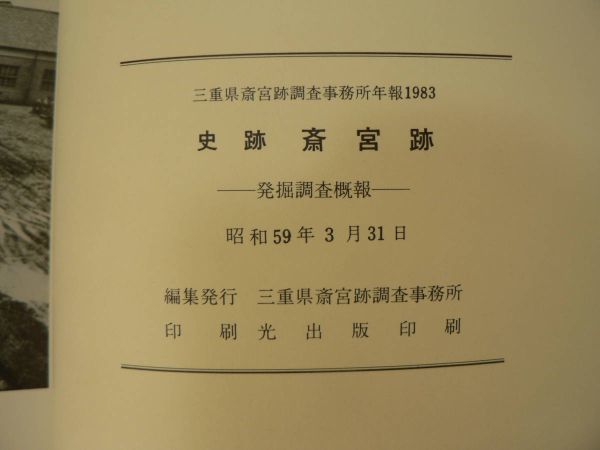 三重県斎宮跡調査事務所年報1983
史跡 斎宮跡
——発掘調査概報——
昭和59年3月31日
編集発行 三重県斎宮跡調査事務所
印刷 光出版印刷